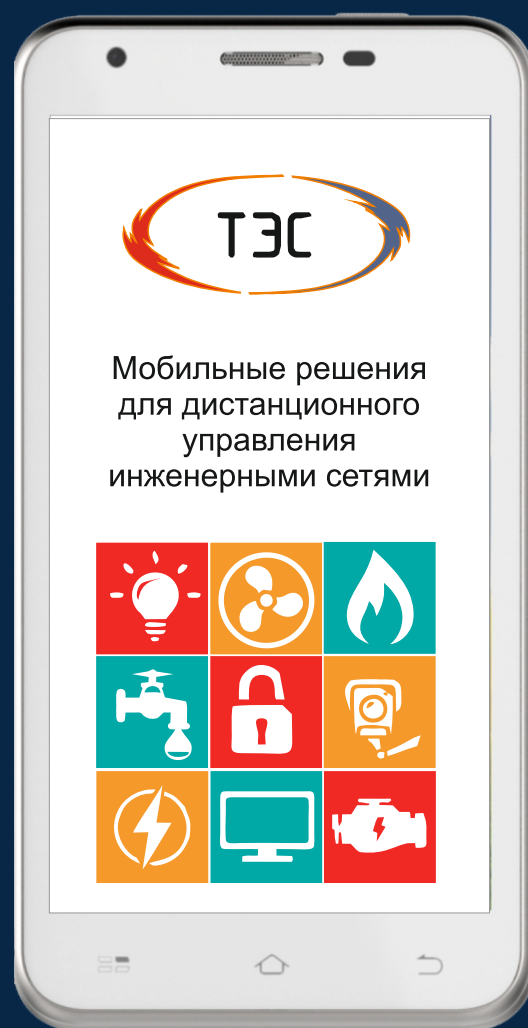 ТЭС
Мобильные решения
для дистанционного
управления
инженерными сетями